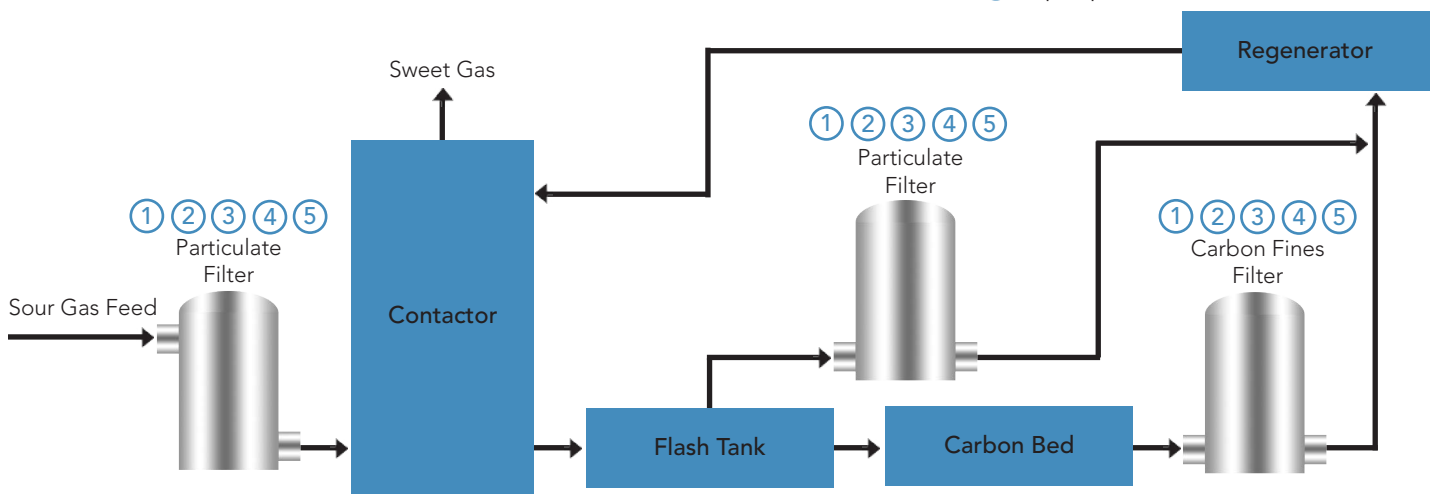 Regenerator
Sweet Gas
① ② ③ ④ ⑤
Particulate
Filter
① ② ③ ④ ⑤
Particulate
Filter
① ② ③ ④ ⑤
Carbon Fines
Filter
Sour Gas Feed
Contactor
Flash Tank
Carbon Bed